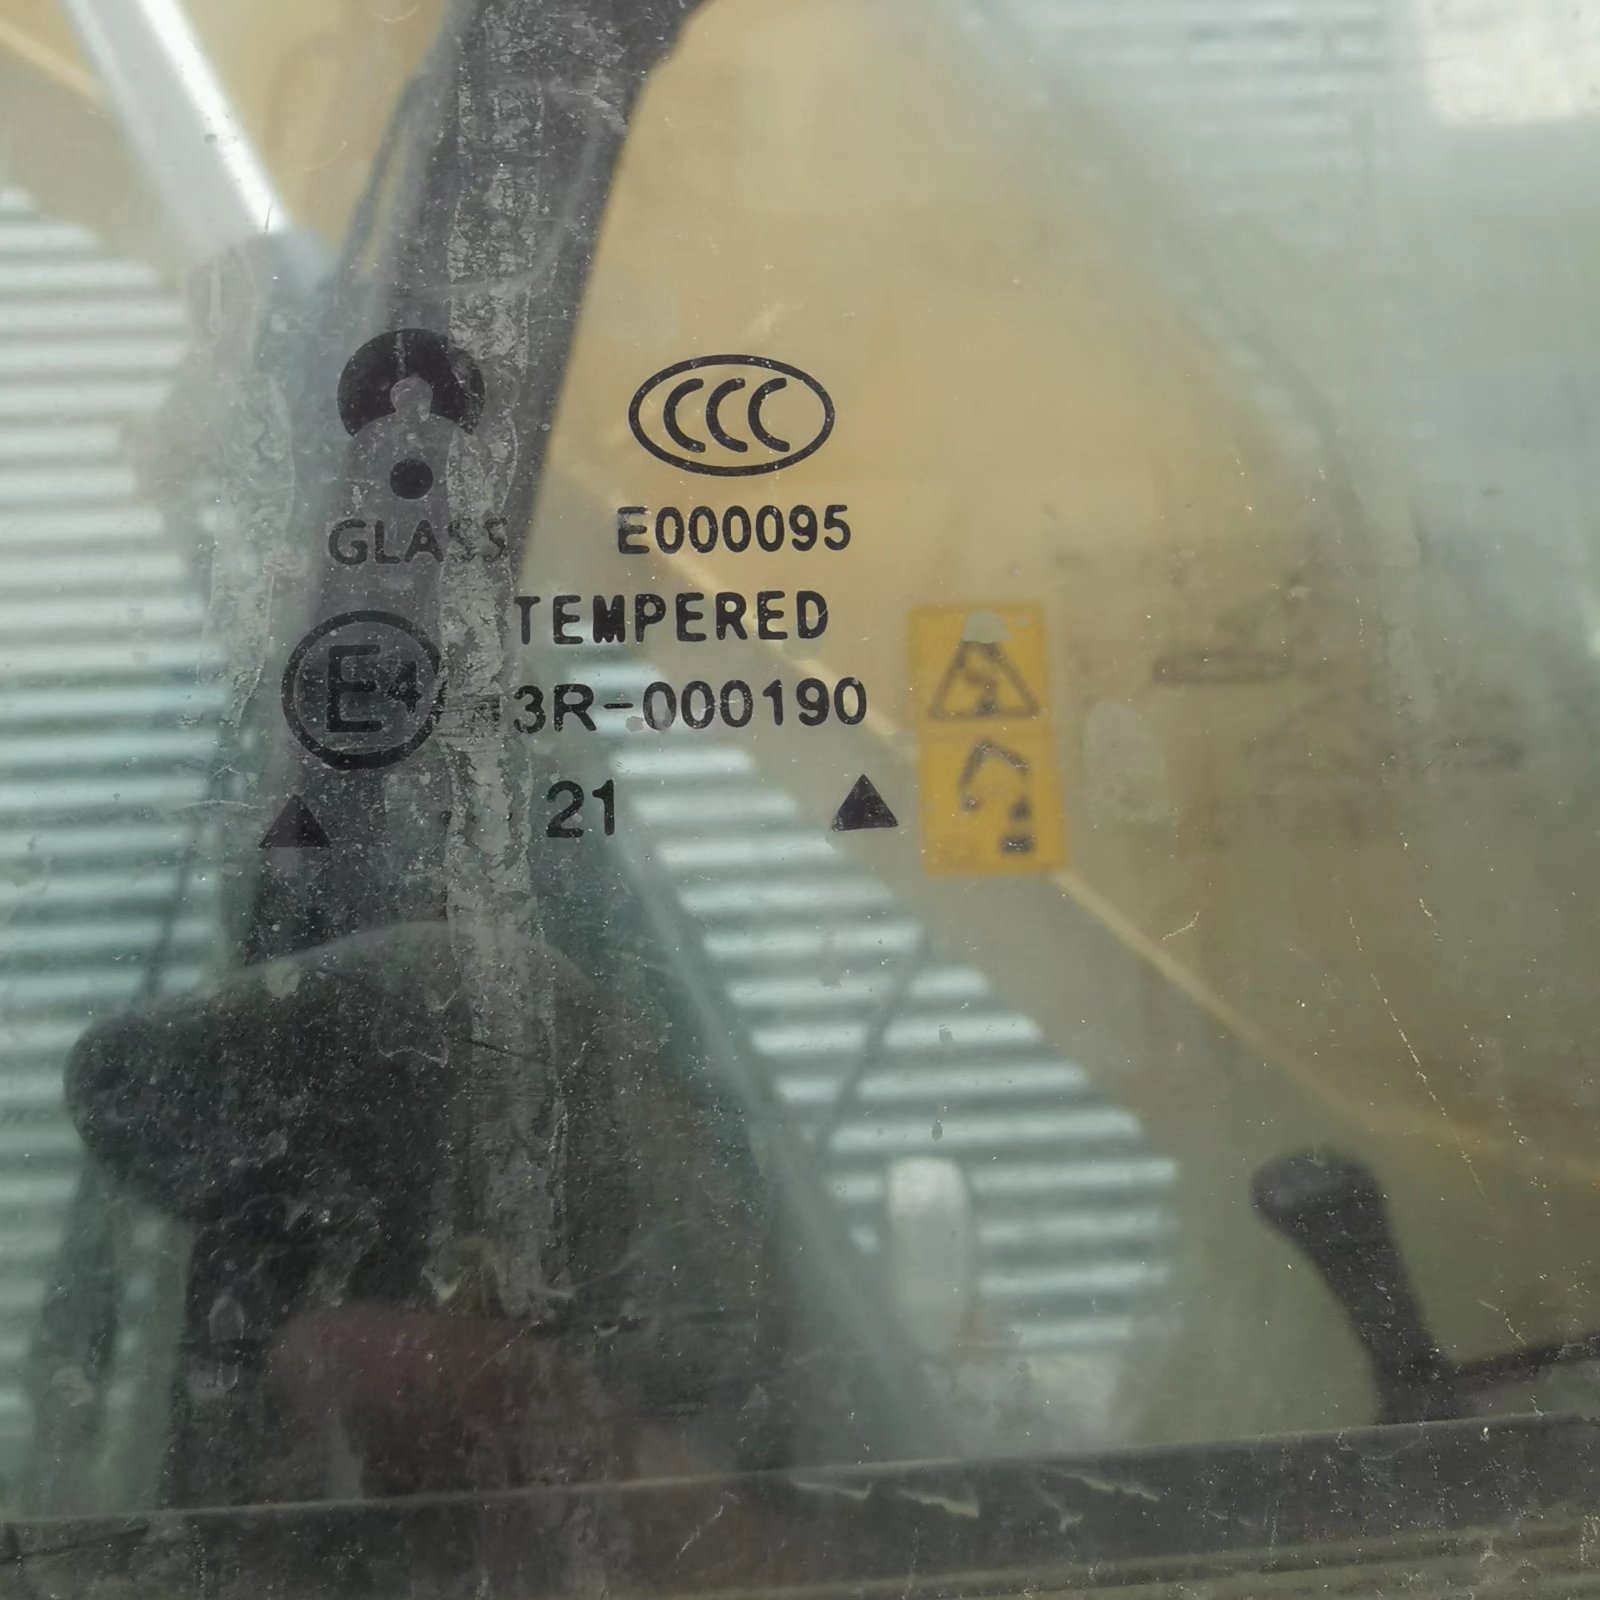 CCC
GLASS
E000095
TEMPERED
E4
43R-000190
21